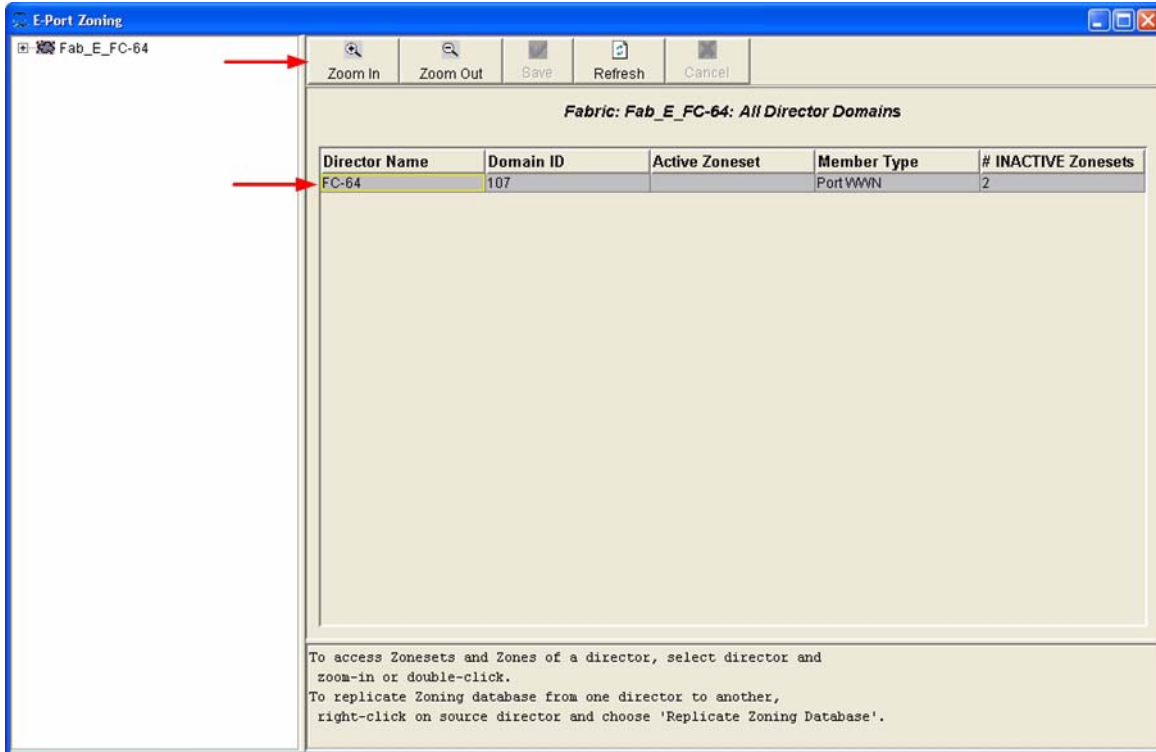 E-Port Zoning
Fab_E_FC-64
Zoom In Zoom Out Save Refresh Cancel
Fabric: Fab_E_FC-64: All Director Domains
Director Name Domain ID Active Zoneset Member Type # INACTIVE Zonesets
FC-64 107 Port WWN 2
To access Zonesets and Zones of a director, select director and
zoom-in or double-click.
To replicate Zoning database from one director to another,
right-click on source director and choose 'Replicate Zoning Database'.